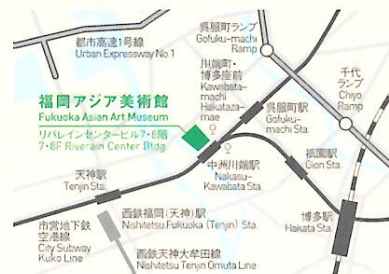 都市高速1号線
Urban Expressway No.1
呉服町ランプ
Gofuku-machi
Ramp
川端町・
博多座前
Kawabata-
machi
Hakataza-
mae
千代
ランプ
Chiyo
Ramp
福岡アジア美術館
Fukuoka Asian Art Museum
リバレインセンタービル7・8階
7・8F Riverain Center Bldg.
呉服町駅
Gofuku-
machi Sta.
祇園駅
Gion Sta.
中洲川端駅
Nakasu-
Kawabata Sta.
天神駅
Tenjin Sta.
西鉄福岡(天神)駅
Nishitetsu Fukuoka (Tenjin) Sta.
博多駅
Hakata Sta.
市営地下鉄
空港線
City Subway
Kuko Line
西鉄天神大牟田線
Nishitetsu Tenjin Omuta Line